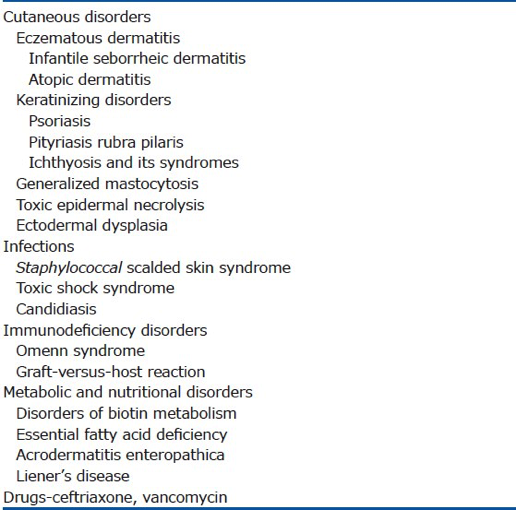 Cutaneous disorders
Eczematous dermatitis
Infantile seborrheic dermatitis
Atopic dermatitis
Keratinizing disorders
Psoriasis
Pityriasis rubra pilaris
Ichthyosis and its syndromes
Generalized mastocytosis
Toxic epidermal necrolysis
Ectodermal dysplasia
Infections
Staphylococcal scalded skin syndrome
Toxic shock syndrome
Candidiasis
Immunodeficiency disorders
Omenn syndrome
Graft-versus-host reaction
Metabolic and nutritional disorders
Disorders of biotin metabolism
Essential fatty acid deficiency
Acrodermatitis enteropathica
Liener’s disease
Drugs-ceftriaxone, vancomycin